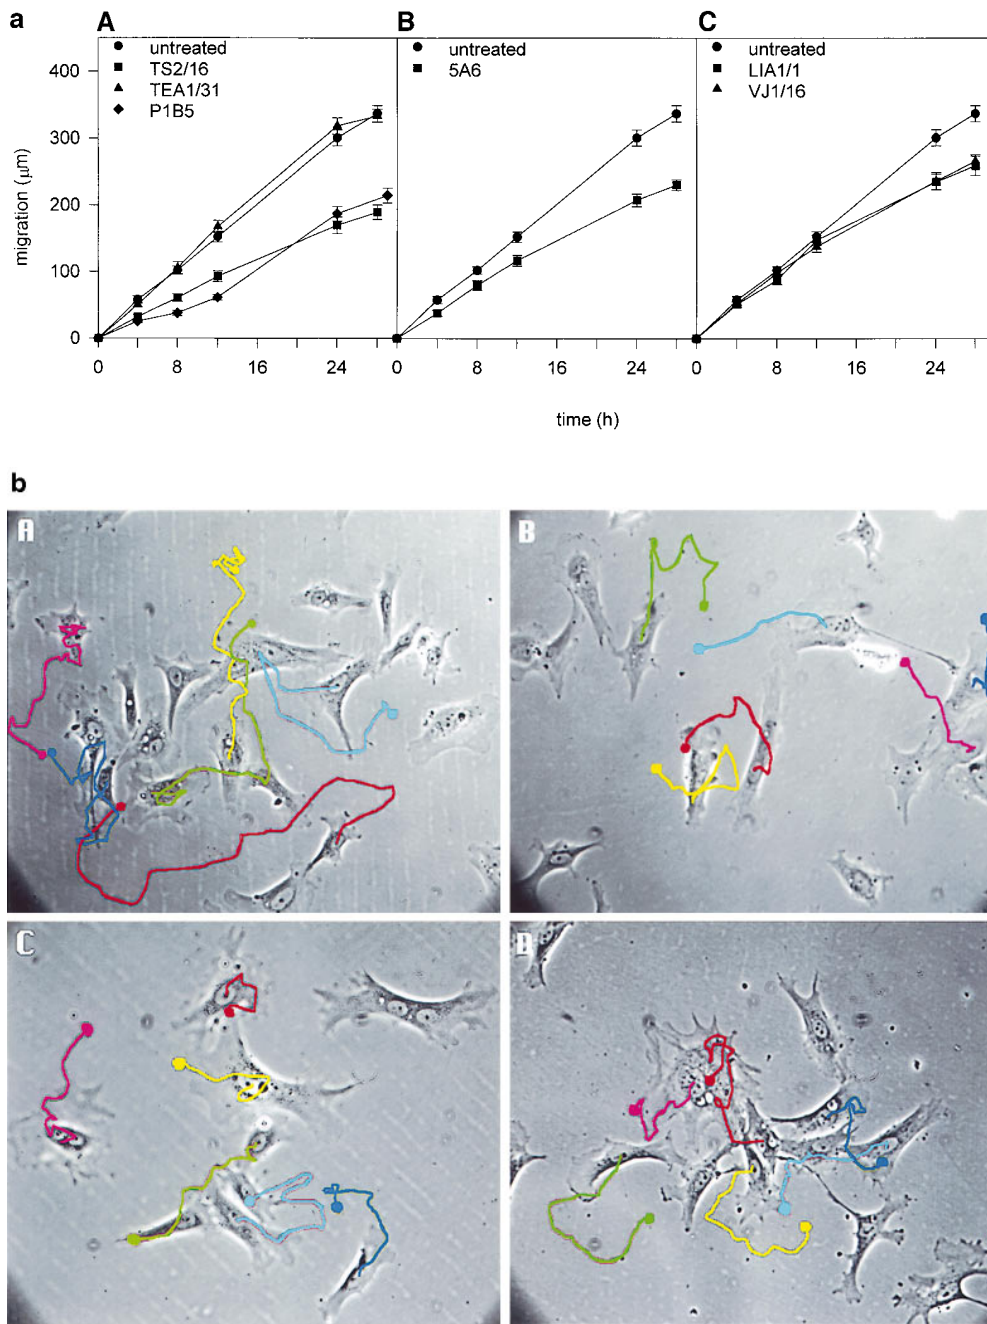 a
A
B
C
untreated
TS2/16
TEA1/31
P1B5
untreated
5A6
untreated
LIA1/1
VJ1/16
migration (μm)
400
300
200
100
0
0 8 16 24
0 8 16 24
0 8 16 24
time (h)
b
A
B
C
D